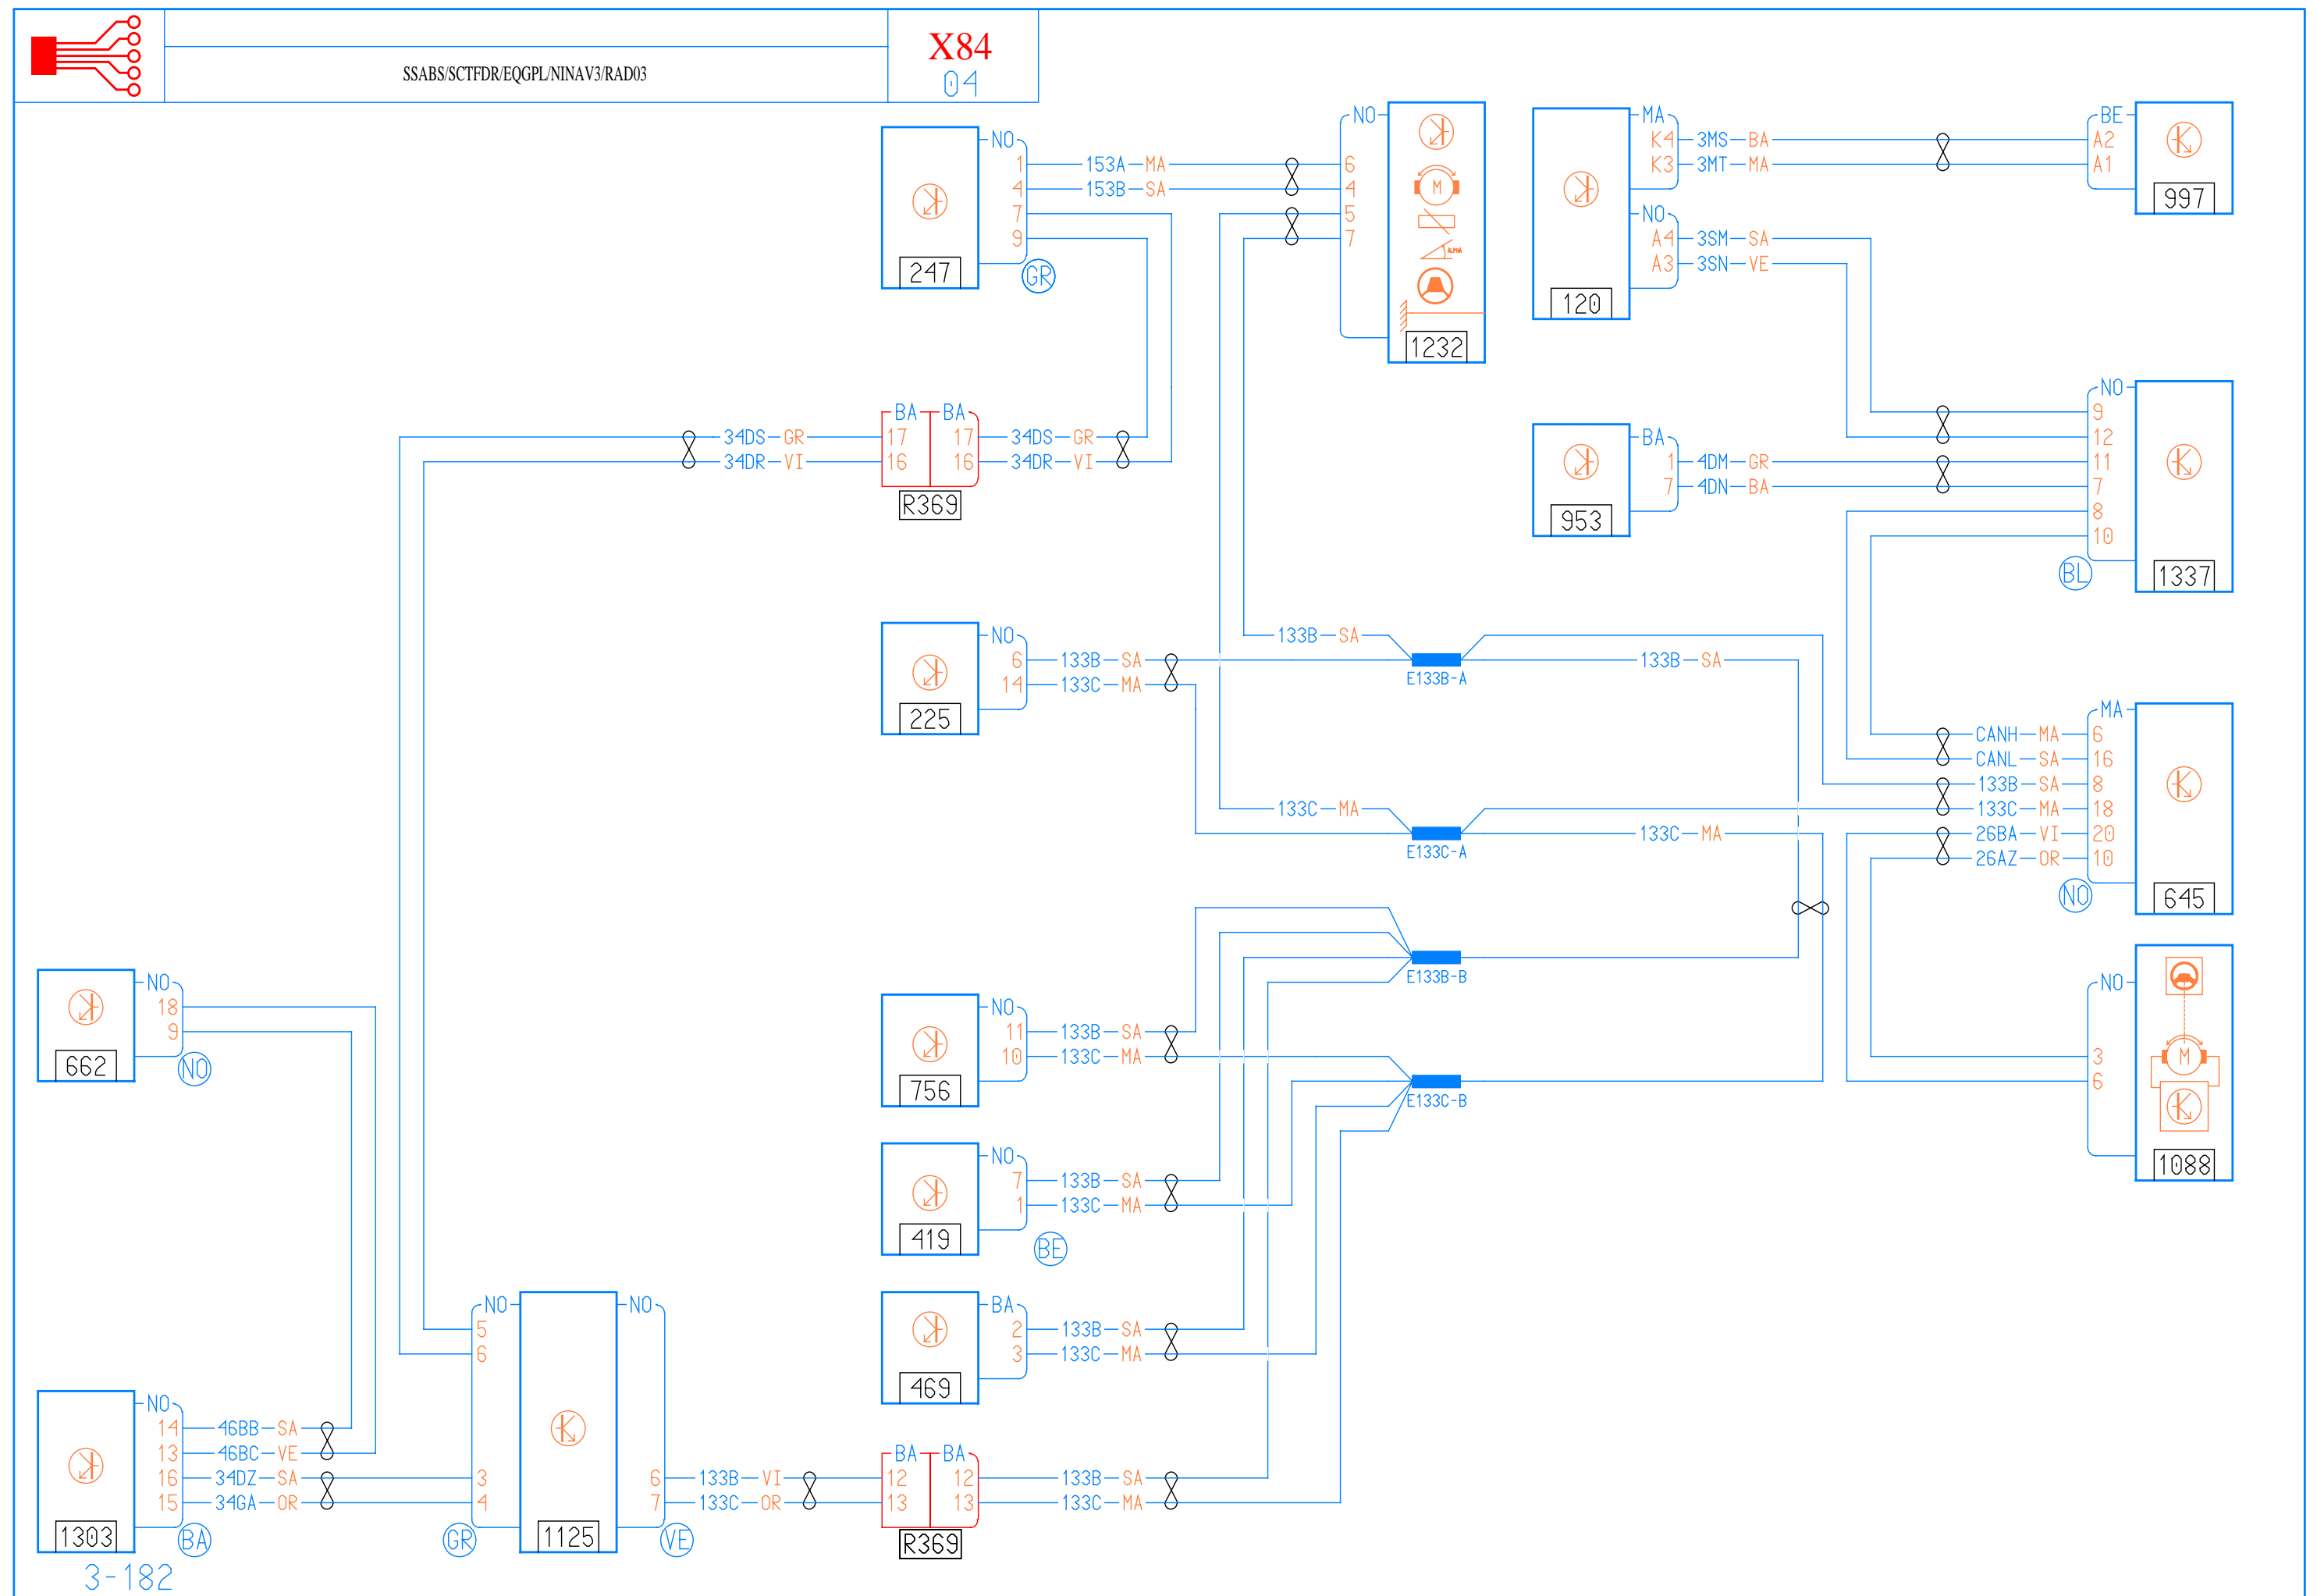 SSABS/SCTFDR/EQGPL/NINAV3/RAD03
X84
04
NO
1 153A MA
4 153B SA
7
9
247
GR
NO
6
4
5
7
M
ALPHA
1232
MA
K4 3MS BA
K3 3MT MA
NO
A4 3SM SA
A3 3SN VE
120
BE
A2
A1
997
34DS GR
34DR VI
BA BA
17 17
16 16
34DS GR
34DR VI
R369
BA
1 4DM GR
7 4DN BA
953
NO
9
12
11
7
8
10
BL
1337
NO
6 133B SA
14 133C MA
225
133B SA
E133B-A
133B SA
133C MA
E133C-A
133C MA
MA
CANH MA 6
CANL SA 16
133B SA 8
133C MA 18
26BA VI 20
26AZ OR 10
NO
645
E133B-B
E133C-B
NO
18
9
662
NO
NO
11 133B SA
10 133C MA
756
NO
3
6
M
1088
NO
7 133B SA
1 133C MA
419
BE
BA
2 133B SA
3 133C MA
469
NO
14 46BB SA
13 46BC VE
16 34DZ SA
15 34GA OR
1303
BA
NO NO
5
6
3
4
6 133B VI
7 133C OR
GR
1125
VE
BA BA
12 12
13 13
133B SA
133C MA
R369
3-182